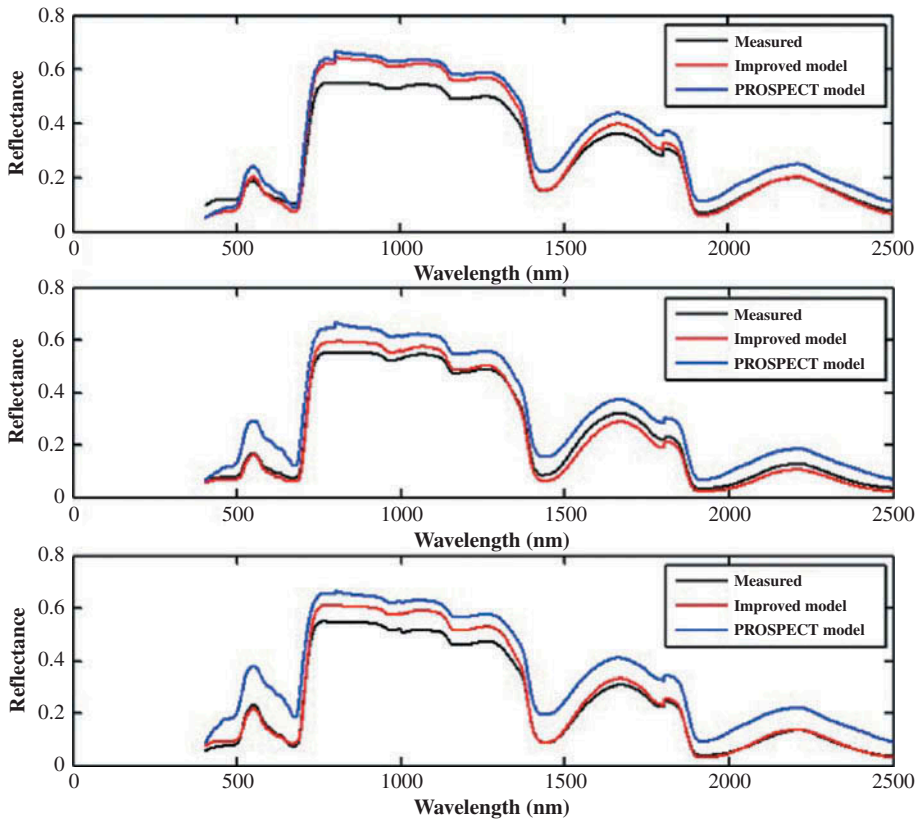 0.8
0.6
0.4
0.2
0
Reflectance
Measured
Improved model
PROSPECT model
0 500 1000 1500 2000 2500
Wavelength (nm)
0.8
0.6
0.4
0.2
0
Reflectance
Measured
Improved model
PROSPECT model
0 500 1000 1500 2000 2500
Wavelength (nm)
0.8
0.6
0.4
0.2
0
Reflectance
Measured
Improved model
PROSPECT model
0 500 1000 1500 2000 2500
Wavelength (nm)